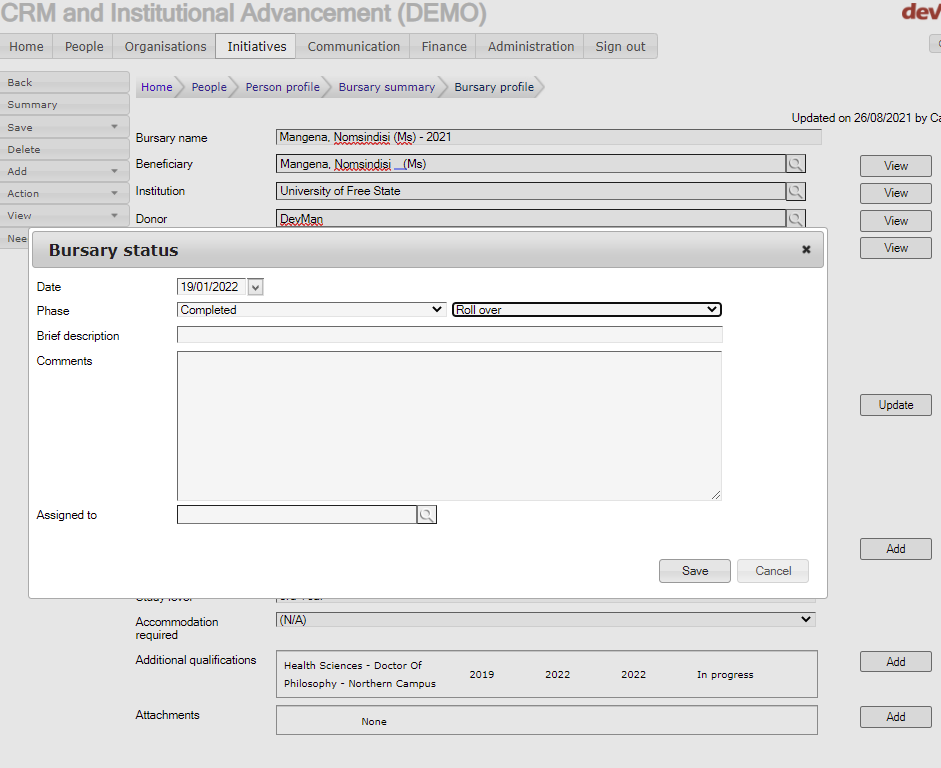 CRM and Institutional Advancement (DEMO)
dev
Home People Organisations Initiatives Communication Finance Administration Sign out
Back
Summary
Save
Delete
Add
Action
View
Nee
Home People Person profile Bursary summary Bursary profile
Updated on 26/08/2021 by Ca
Bursary name Mangena, Nomsindisi (Ms) - 2021
Beneficiary Mangena, Nomsindisi __(Ms) View
Institution University of Free State View
Donor DevMan View
View
Bursary status
Date 19/01/2022
Phase Completed Roll over
Brief description
Comments
Update
Assigned to
Add
Save Cancel
Accommodation required (N/A)
Additional qualifications Health Sciences - Doctor Of Philosophy - Northern Campus 2019 2022 2022 In progress Add
Attachments None Add